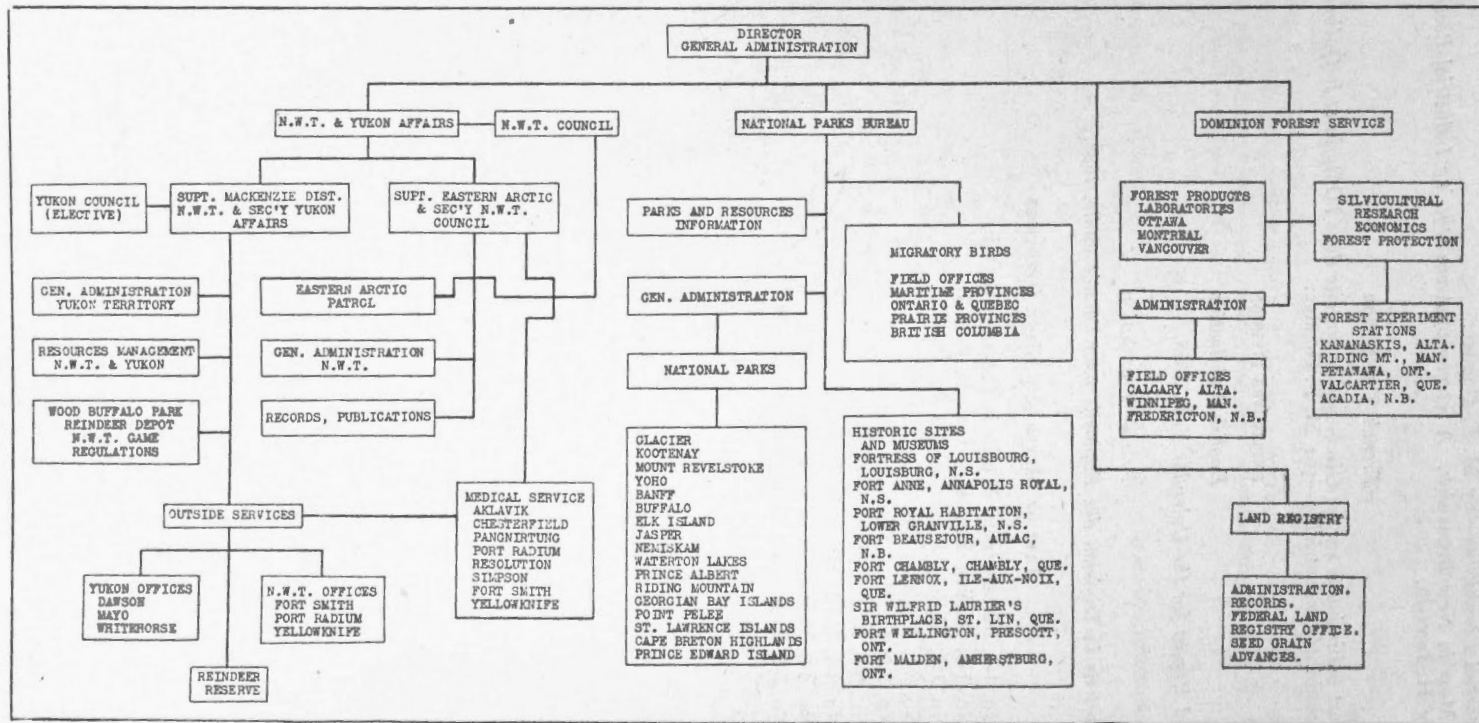 DIRECTOR
GENERAL ADMINISTRATION
N.W.T. & YUKON AFFAIRS
N.W.T. COUNCIL
NATIONAL PARKS BUREAU
DOMINION FOREST SERVICE
YUKON COUNCIL
(ELECTIVE)
SUPT. MACKENZIE DIST.
N.W.T. & SEC'Y YUKON
AFFAIRS
SUPT. EASTERN ARCTIC
& SEC'Y N.W.T.
COUNCIL
PARKS AND RESOURCES
INFORMATION
MIGRATORY BIRDS
FIELD OFFICES
MARITIME PROVINCES
ONTARIO & QUEBEC
PRAIRIE PROVINCES
BRITISH COLUMBIA
FOREST PRODUCTS
LABORATORIES
OTTAWA
MONTREAL
VANCOUVER
SILVICULTURAL
RESEARCH
ECONOMICS
FOREST PROTECTION
GEN. ADMINISTRATION
YUKON TERRITORY
EASTERN ARCTIC
PATROL
GEN. ADMINISTRATION
ADMINISTRATION
FOREST EXPERIMENT
STATIONS
KANANASKIS, ALTA.
RIDING MT., MAN.
PETAWAWA, ONT.
VALCARTIER, QUE.
ACADIA, N.B.
RESOURCES MANAGEMENT
N.W.T. & YUKON
GEN. ADMINISTRATION
N.W.T.
NATIONAL PARKS
FIELD OFFICES
CALGARY, ALTA.
WINNIPEG, MAN.
FREDERICTON, N.B.
WOOD BUFFALO PARK
REINDEER DEPOT
N.W.T. GAME
REGULATIONS
RECORDS, PUBLICATIONS
GLACIER
KOOTENAY
MOUNT REVELSTOKE
YOHO
BANFF
BUFFALO
ELK ISLAND
JASPER
NEMISKAM
WATERTON LAKES
PRINCE ALBERT
RIDING MOUNTAIN
GEORGIAN BAY ISLANDS
POINT PELEE
ST. LAWRENCE ISLANDS
CAPE BRETON HIGHLANDS
PRINCE EDWARD ISLAND
HISTORIC SITES
AND MUSEUMS
FORTRESS OF LOUISBOURG,
LOUISBURG, N.S.
FORT ANNE, ANNAPOLIS ROYAL,
N.S.
PORT ROYAL HABITATION,
LOWER GRANVILLE, N.S.
FORT BEAUSEJOUR, AULAC,
N.B.
FORT CHAMBLY, CHAMBLY, QUE.
FORT LENNOX, ILE-AUX-NOIX,
QUE.
SIR WILFRID LAURIER'S
BIRTHPLACE, ST. LIN, QUE.
FORT WELLINGTON, PRESCOTT,
ONT.
FORT MALDEN, AMHERSTBURG,
ONT.
OUTSIDE SERVICES
MEDICAL SERVICE
AKLAVIK
CHESTERFIELD
PANGNIRTUNG
PORT RADIUM
RESOLUTION
SIMPSON
FORT SMITH
YELLOWKNIFE
LAND REGISTRY
YUKON OFFICES
DAWSON
MAYO
WHITEHORSE
N.W.T. OFFICES
FORT SMITH
PORT RADIUM
YELLOWKNIFE
ADMINISTRATION.
RECORDS.
FEDERAL LAND
REGISTRY OFFICE.
SEED GRAIN
ADVANCES.
REINDEER
RESERVE